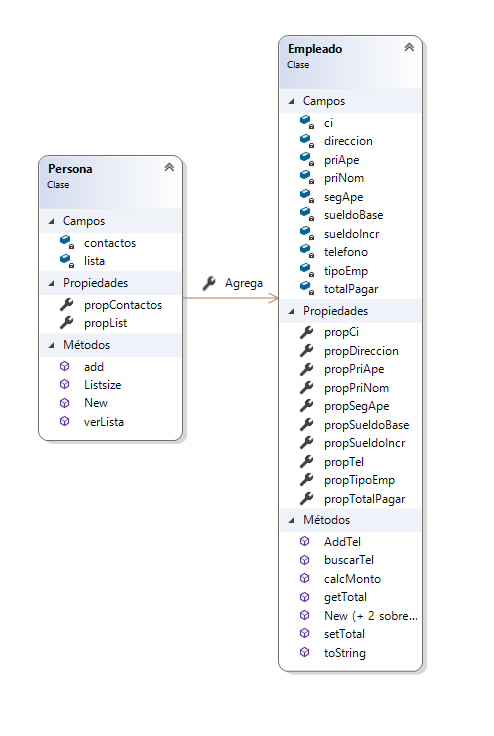 Persona
Clase
Campos
contactos
lista
Propiedades
propContactos
propList
Métodos
add
Listsize
New
verLista
Agrega
Empleado
Clase
Campos
ci
direccion
priApe
priNom
segApe
sueldoBase
sueldoIncr
telefono
tipoEmp
totalPagar
Propiedades
propCi
propDireccion
propPriApe
propPriNom
propSegApe
propSueldoBase
propSueldoIncr
propTel
propTipoEmp
propTotalPagar
Métodos
AddTel
buscarTel
calcMonto
getTotal
New (+ 2 sobre...
setTotal
toString